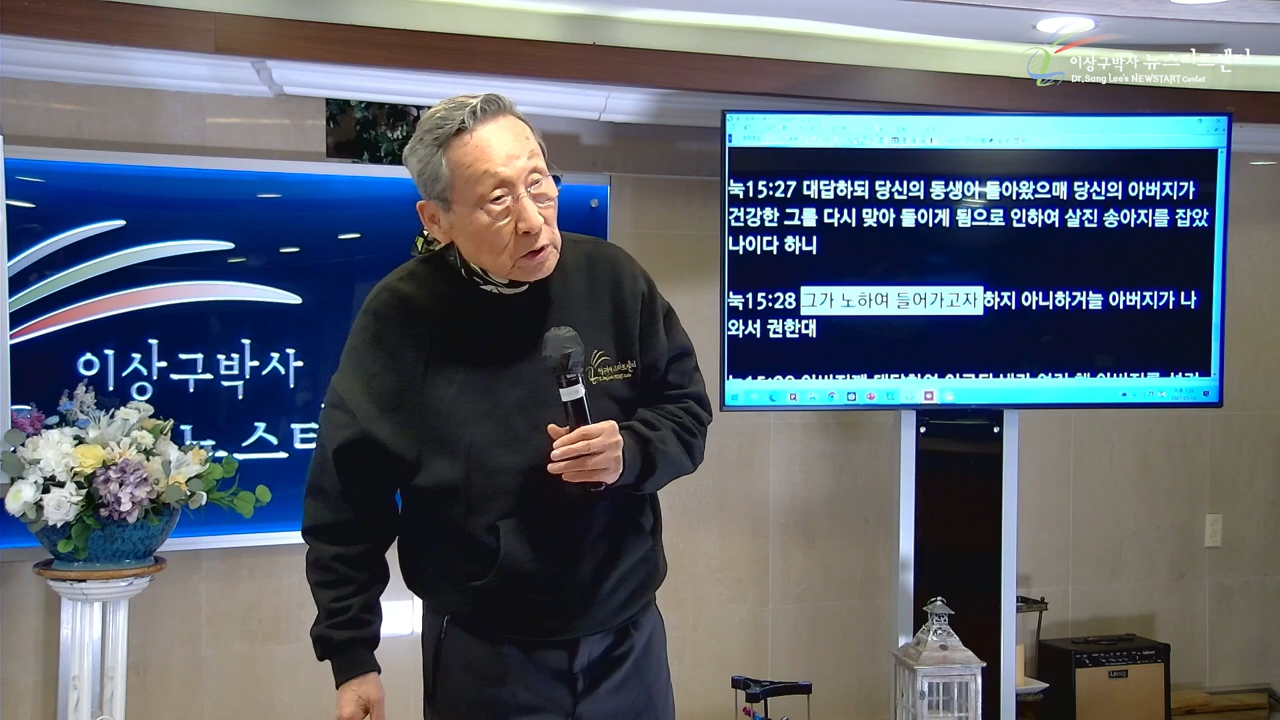 이상구박사 뉴스타트센터
Dr. Sang Lee's NEWSTART Center
눅15:27 대답하되 당신의 동생이 돌아왔으매 당신의 아버지가
건강한 그를 다시 맞아 들이게 됨으로 인하여 살진 송아지를 잡았
나이다 하니
눅15:28 그가 노하여 들어가고자 하지 아니하거늘 아버지가 나
와서 권한대
이상구박사
뉴스타
Laney